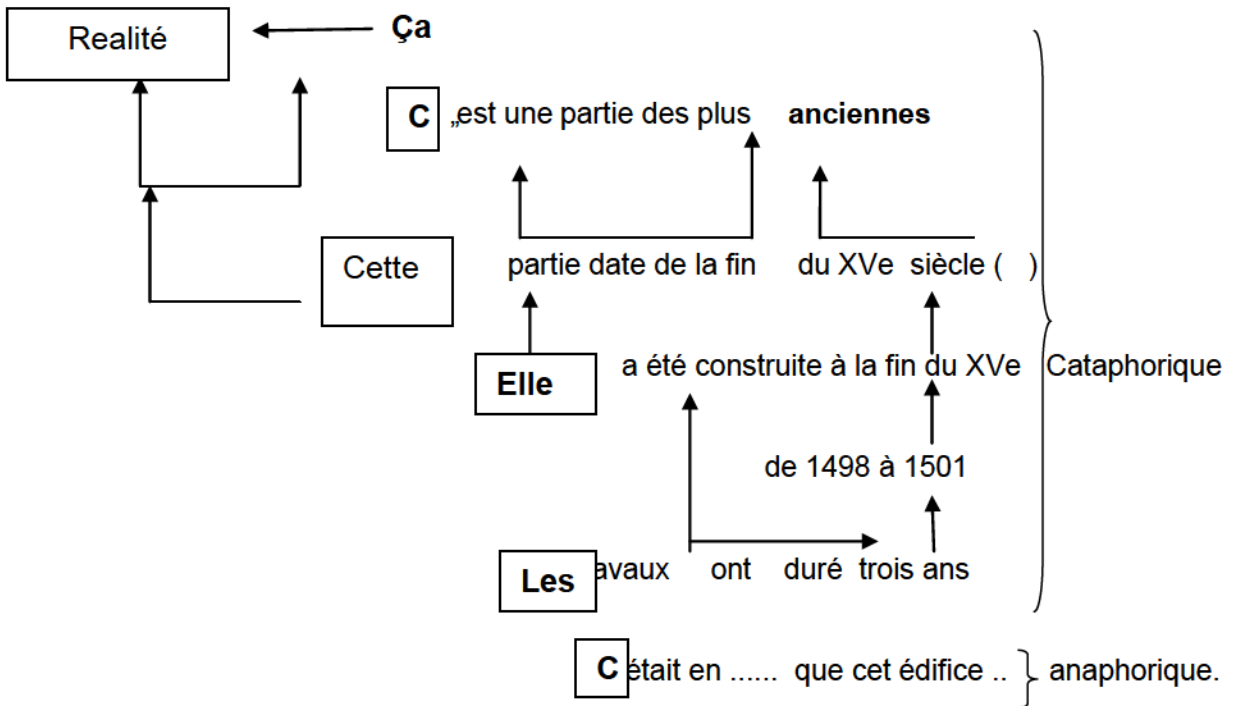 Realité Ça
C „est une partie des plus anciennes
Cette partie date de la fin du XVe siècle ( )
Elle a été construite à la fin du XVe Cataphorique
de 1498 à 1501
Les avaux ont duré trois ans
C était en ...... que cet édifice .. anaphorique.